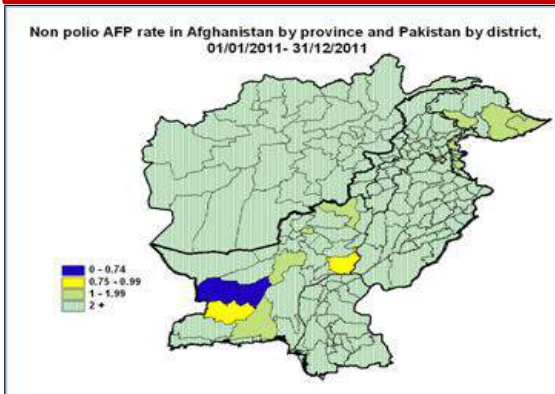 Non polio AFP rate in Afghanistan by province and Pakistan by district,
01/01/2011- 31/12/2011
0 - 0.74
0.75 - 0.99
1 - 1.99
2 +